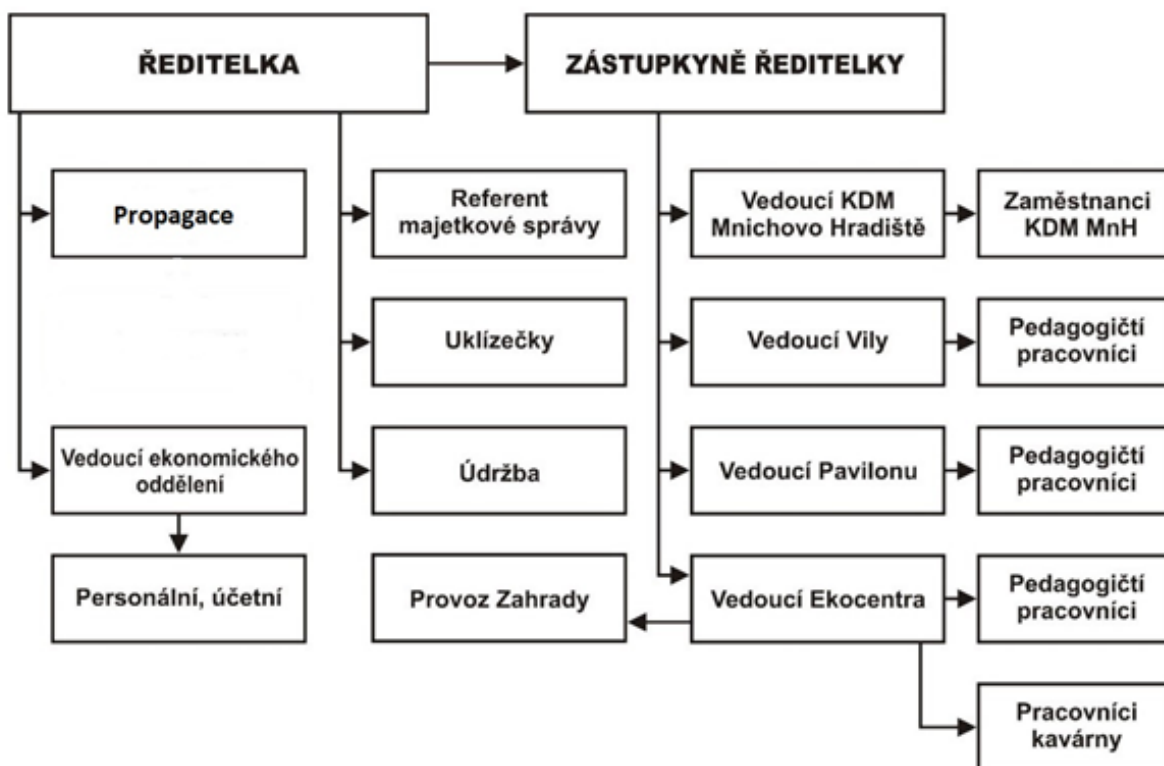 ŘEDITELKA
ZÁSTUPKYNĚ ŘEDITELKY
Propagace
Referent
majetkové správy
Vedoucí KDM
Mnichovo Hradiště
Zaměstnanci
KDM MnH
Uklízečky
Vedoucí Vily
Pedagogičtí
pracovníci
Vedoucí ekonomického
oddělení
Údržba
Vedoucí Pavilonu
Pedagogičtí
pracovníci
Personální, účetní
Provoz Zahrady
Vedoucí Ekocentra
Pedagogičtí
pracovníci
Pracovníci
kavárny